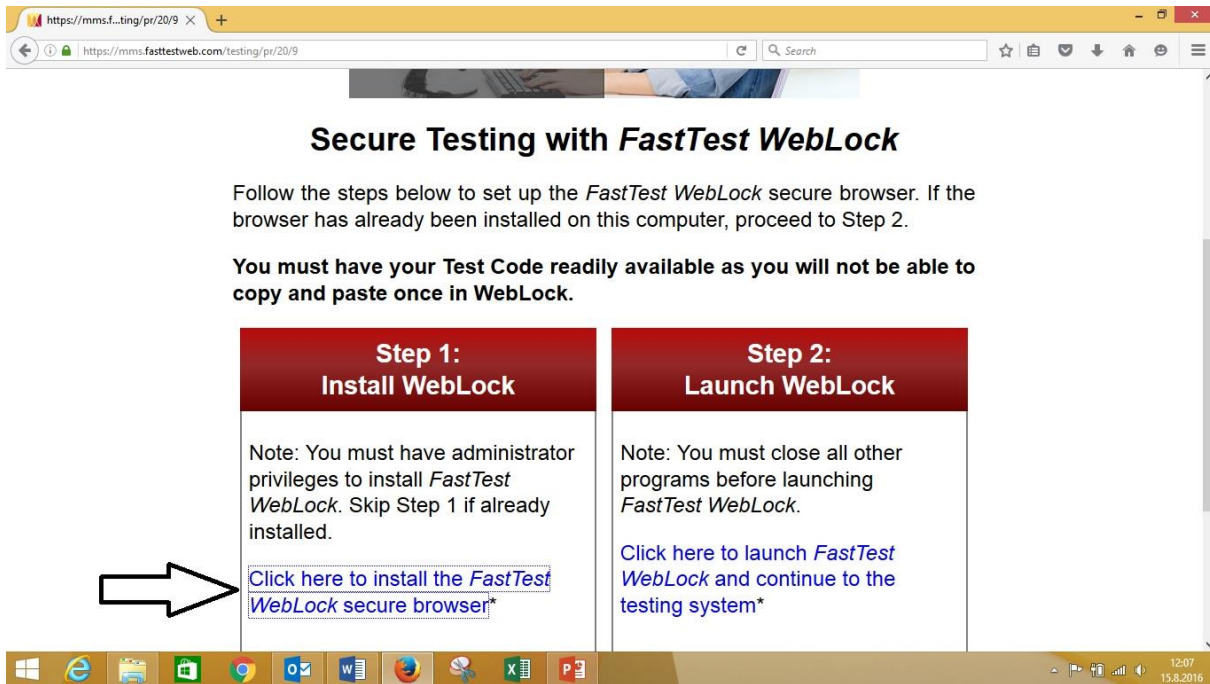 https://mms.f...ting/pr/20/9
https://mms.fasttestweb.com/testing/pr/20/9
Search
Secure Testing with FastTest WebLock
Follow the steps below to set up the FastTest WebLock secure browser. If the
browser has already been installed on this computer, proceed to Step 2.
You must have your Test Code readily available as you will not be able to
copy and paste once in WebLock.
Step 1:
Install WebLock
Note: You must have administrator
privileges to install FastTest
WebLock. Skip Step 1 if already
installed.
Click here to install the FastTest
WebLock secure browser*
Step 2:
Launch WebLock
Note: You must close all other
programs before launching
FastTest WebLock.
Click here to launch FastTest
WebLock and continue to the
testing system*
12:07
15.8.2016